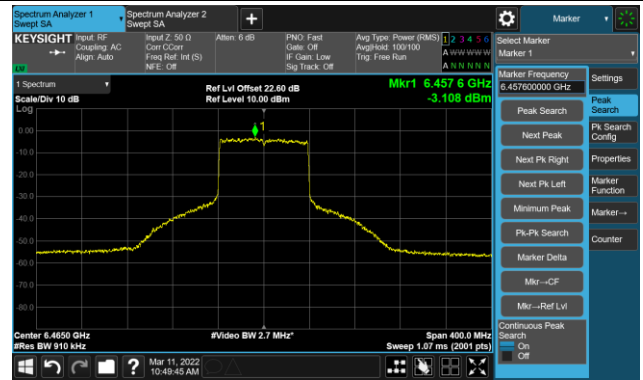 Spectrum Analyzer 1
Swept SA
Spectrum Analyzer 2
Swept SA
+
Marker
KEYSIGHT
Input: RF
Coupling: AC
Align: Auto
Input Z: 50 Ω
Corr CCorr
Freq Ref: Int (S)
NFE: Off
Atten: 6 dB
PNO: Fast
Gate: Off
IF Gain: Low
Sig Track: Off
Avg Type: Power (RMS)
Avg|Hold: 100/100
Trig: Free Run
1 2 3 4 5 6
A W W W W W
A N N N N N
LM
Select Marker
Marker 1
1 Spectrum
Scale/Div 10 dB
Log
Ref Lvl Offset 22.60 dB
Ref Level 10.00 dBm
Mkr1 6.457 6 GHz
-3.108 dBm
1
0.00
-10.0
-20.0
-30.0
-40.0
-50.0
-60.0
-70.0
-80.0
Center 6.4650 GHz
#Res BW 910 kHz
#Video BW 2.7 MHz*
Span 400.0 MHz
Sweep 1.07 ms (2001 pts)
Marker Frequency
6.457600000 GHz
Peak Search
Next Peak
Next Pk Right
Next Pk Left
Minimum Peak
Pk-Pk Search
Marker Delta
Mkr→CF
Mkr→Ref Lvl
Continuous Peak
Search
On
Off
Settings
Peak
Search
Pk Search
Config
Properties
Marker
Function
Marker→
Counter
?
Mar 11, 2022
10:49:45 AM